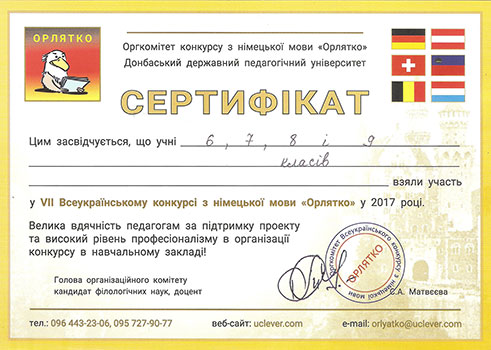 ОРЛЯТКО
Оргкомітет конкурсу з німецької мови «Орлятко»
Донбаський державний педагогічний університет
СЕРТИФІКАТ
Цим засвідчується, що учні 6, 7, 8 і 9
класів
взяли участь
у VII Всеукраїнському конкурсі з німецької мови «Орлятко» у 2017 році.
Велика вдячність педагогам за підтримку проекту
та високий рівень професіоналізму в організації
конкурсу в навчальному закладі!
Голова організаційного комітету
кандидат філологічних наук, доцент
Оргкомітет Всеукраїнського конкурсу з німецької мови
ОРЛЯТКО
С.А. Матвєєва
тел.: 096 443-23-06, 095 727-90-77 веб-сайт: uclever.com e-mail: orlyatko@uclever.com